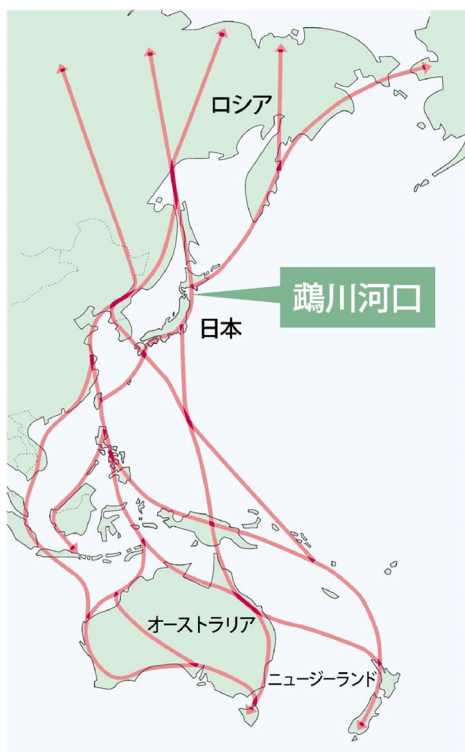 ロシア
鵡川河口
日本
オーストラリア
ニュージーランド